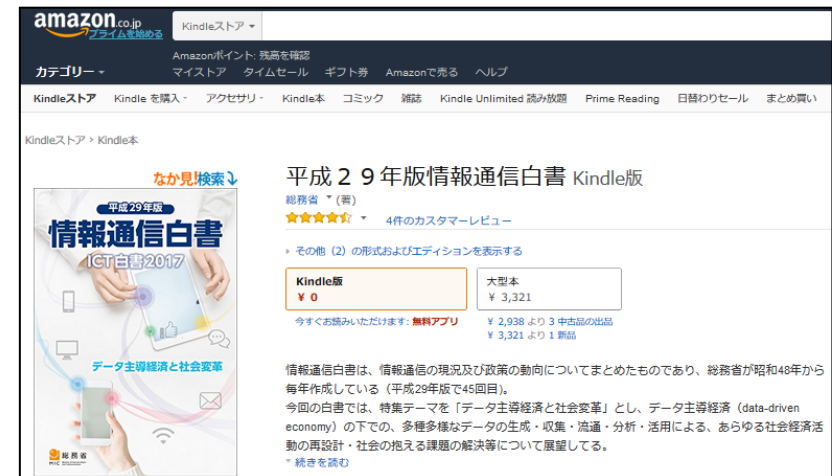 amazon.co.jp
プライムを始める
Kindleストア
Amazonポイント: 残高を確認
カテゴリー
マイストア タイムセール ギフト券 Amazonで売る ヘルプ
Kindleストア Kindle を購入 アクセサリ Kindle本 コミック 雑誌 Kindle Unlimited 読み放題 Prime Reading 日替わりセール まとめ買い
Kindleストア › Kindle本
なか見!検索
平成29年版
情報通信白書
ICT白書2017
データ主導経済と社会変革
総務省
MIC
平成２９年版情報通信白書 Kindle版
総務省 (著)
4件のカスタマーレビュー
その他（2）の形式およびエディションを表示する
Kindle版
￥ 0
大型本
￥ 3,321
今すぐお読みいただけます: 無料アプリ
￥ 2,938 より 3 中古品の出品
￥ 3,321 より 1 新品
情報通信白書は、情報通信の現況及び政策の動向についてまとめたものであり、総務省が昭和48年から
毎年作成している（平成29年版で45回目)。
今回の白書では、特集テーマを「データ主導経済と社会変革」とし、データ主導経済（data-driven
economy）の下での、多種多様なデータの生成・収集・流通・分析・活用による、あらゆる社会経済活
動の再設計・社会の抱える課題の解決等について展望してる。
続きを読む